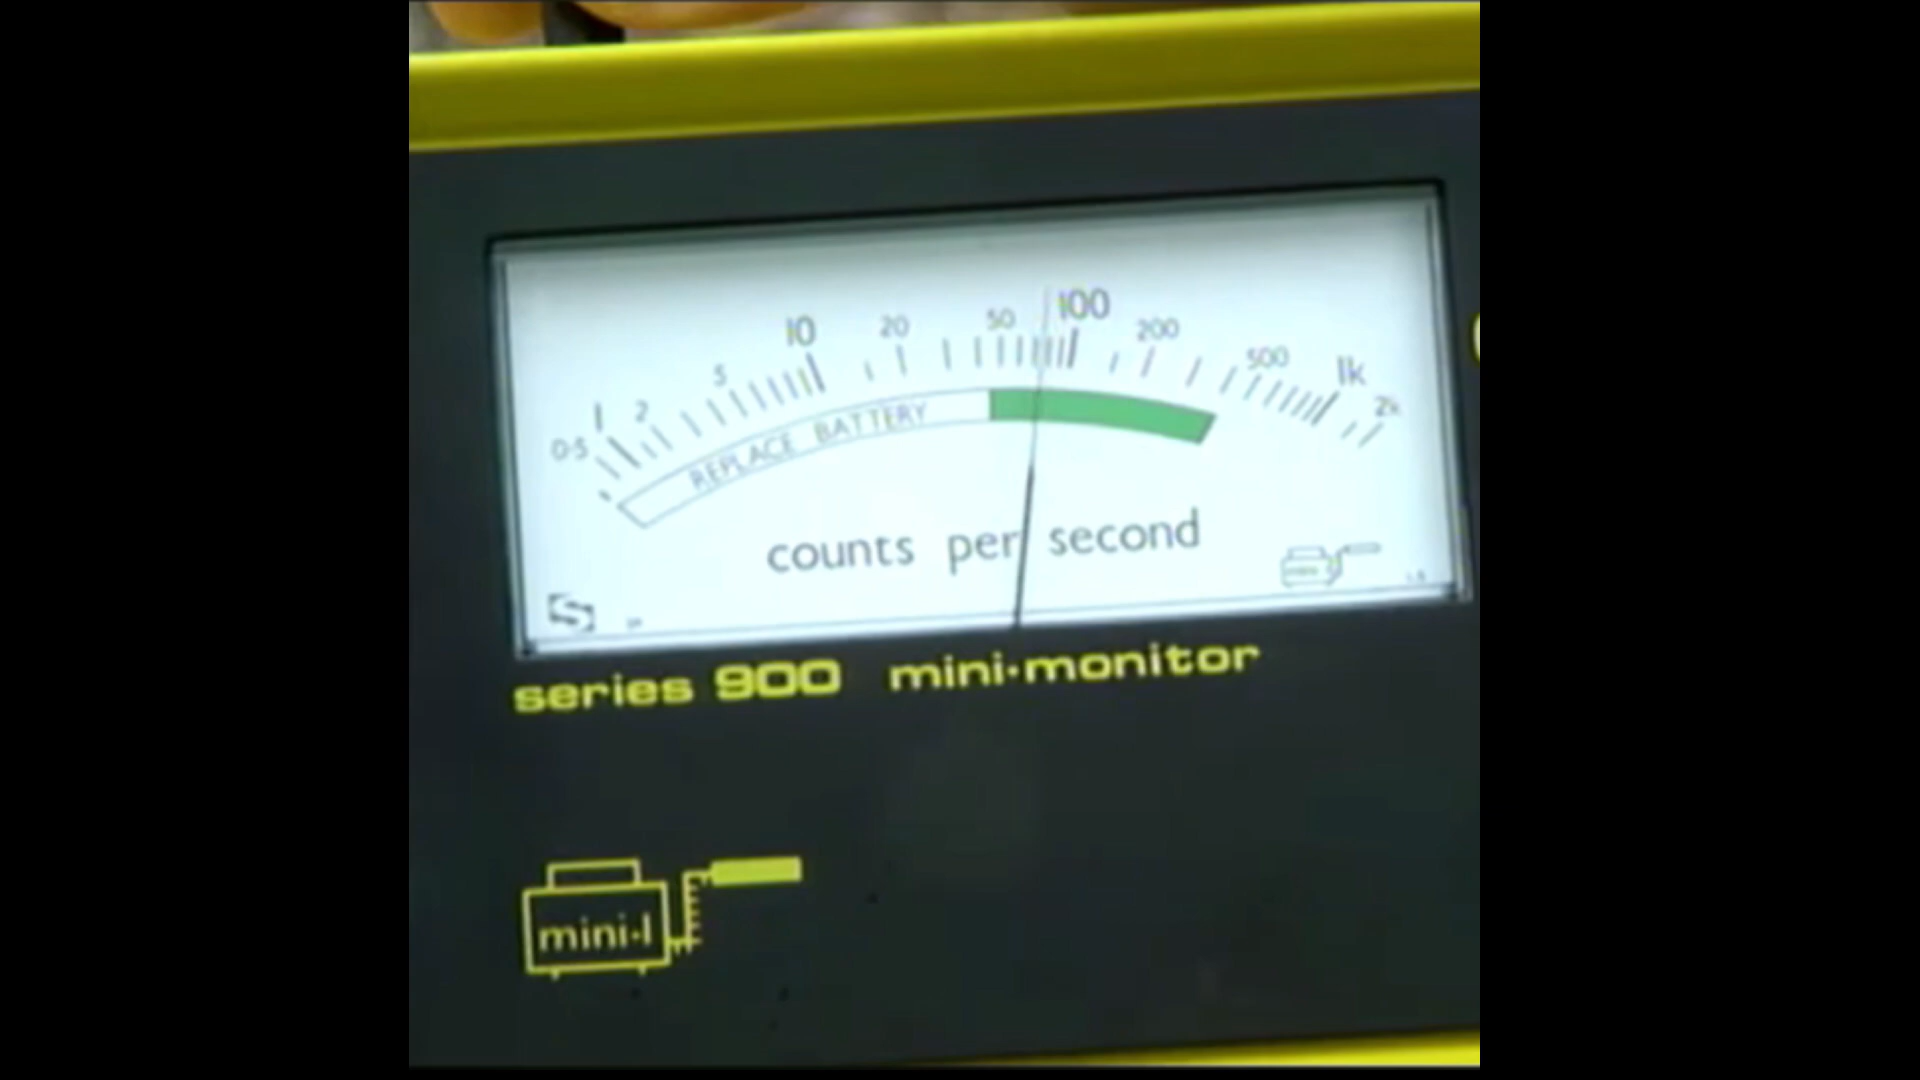 0·5 1 2 5 10 20 50 100 200 500 1k 2k
REPLACE BATTERY
counts per second
series 900 mini·monitor
mini·1